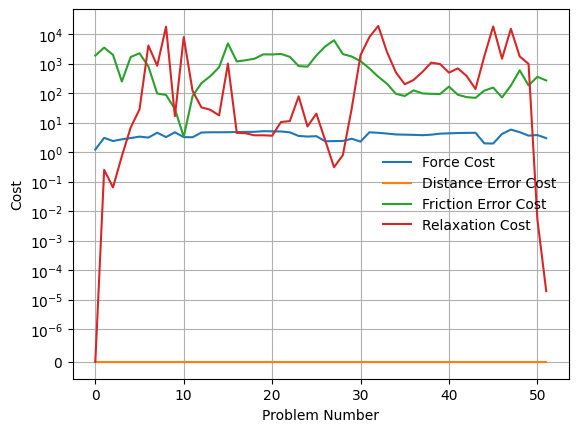 10⁴
10³
10²
10¹
10⁰
10⁻¹
10⁻²
10⁻³
10⁻⁴
10⁻⁵
10⁻⁶
0
Cost
Force Cost
Distance Error Cost
Friction Error Cost
Relaxation Cost
0 10 20 30 40 50
Problem Number